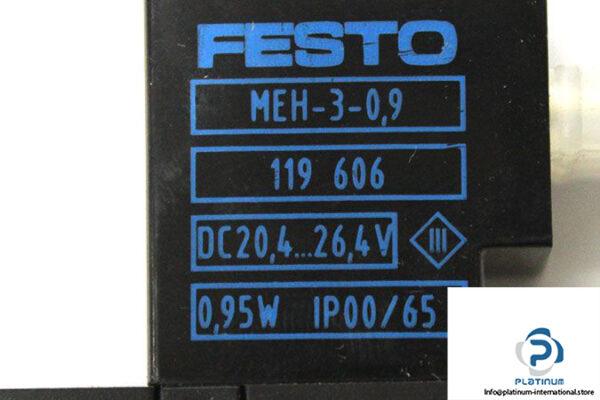 FESTO
MEH-3-0,9
119 606
DC20,4...26,4V III
0,95W IP00/65
PLATINUM
Info@platinum-international.store